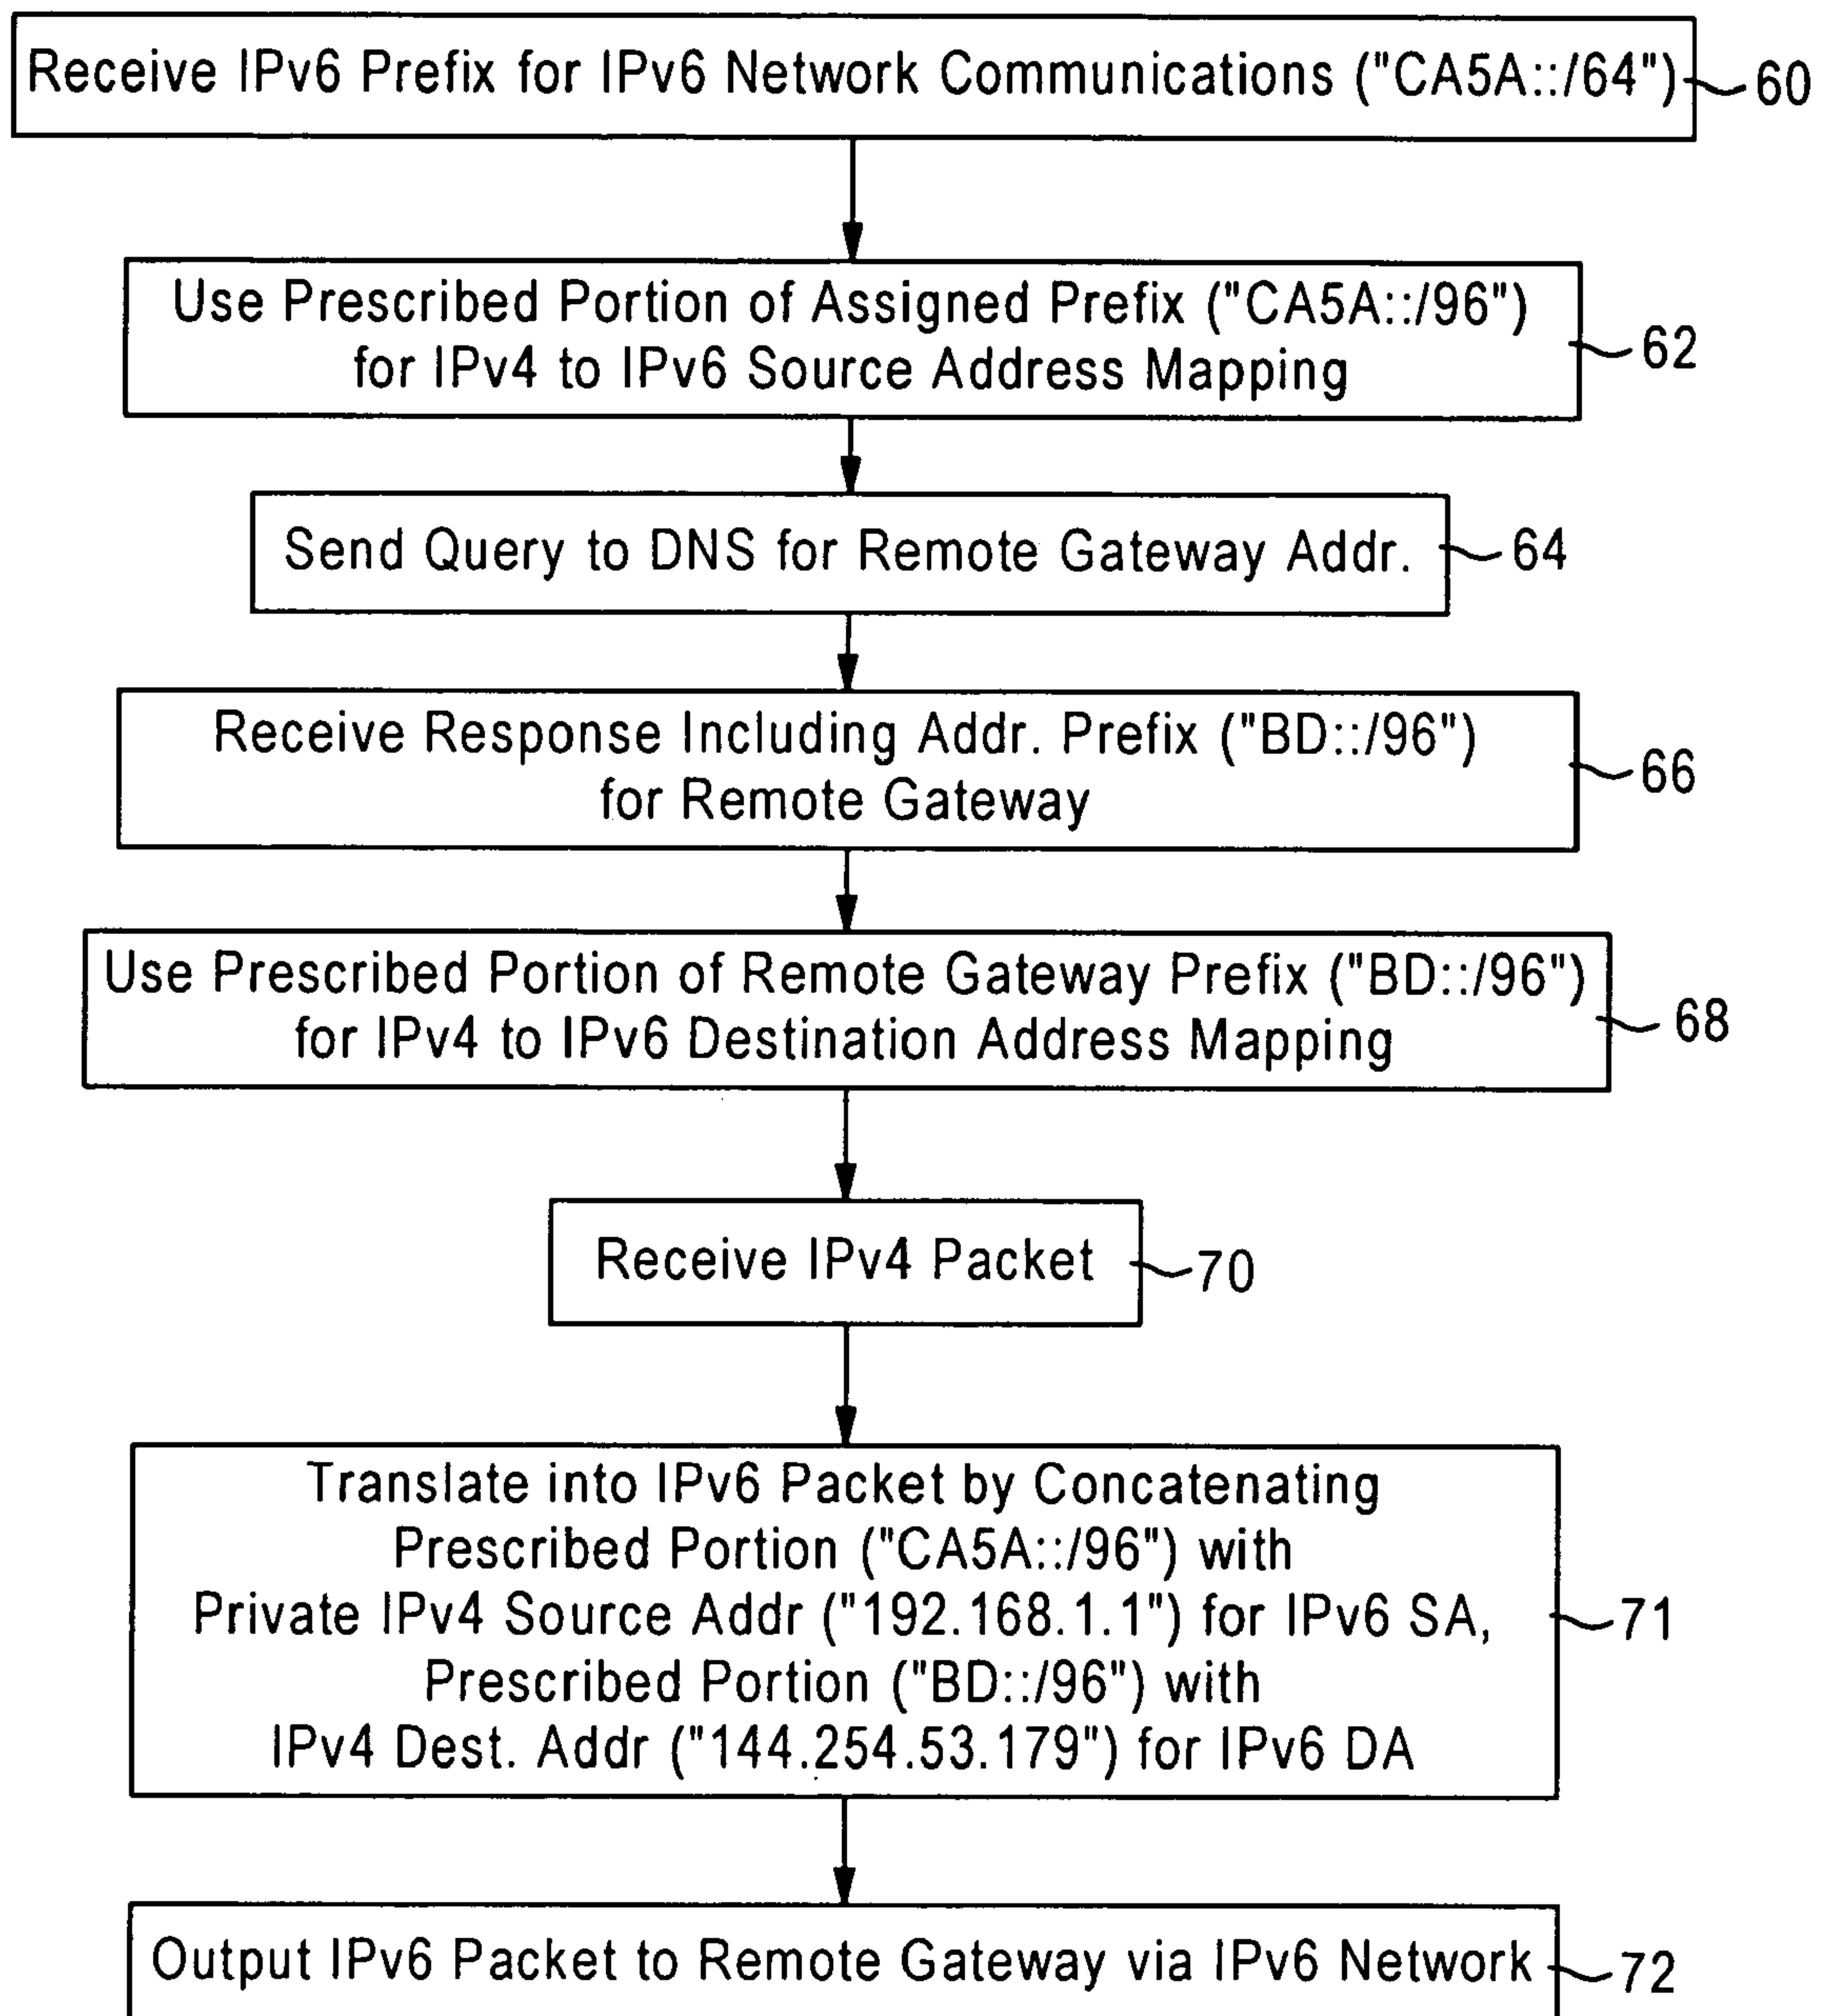 Receive IPv6 Prefix for IPv6 Network Communications ("CA5A::/64") 60
Use Prescribed Portion of Assigned Prefix ("CA5A::/96")
for IPv4 to IPv6 Source Address Mapping
62
Send Query to DNS for Remote Gateway Addr. 64
Receive Response Including Addr. Prefix ("BD::/96")
for Remote Gateway
66
Use Prescribed Portion of Remote Gateway Prefix ("BD::/96")
for IPv4 to IPv6 Destination Address Mapping
68
Receive IPv4 Packet 70
Translate into IPv6 Packet by Concatenating
Prescribed Portion ("CA5A::/96") with
Private IPv4 Source Addr ("192.168.1.1") for IPv6 SA,
71
Prescribed Portion ("BD::/96") with
IPv4 Dest. Addr ("144.254.53.179") for IPv6 DA
Output IPv6 Packet to Remote Gateway via IPv6 Network 72